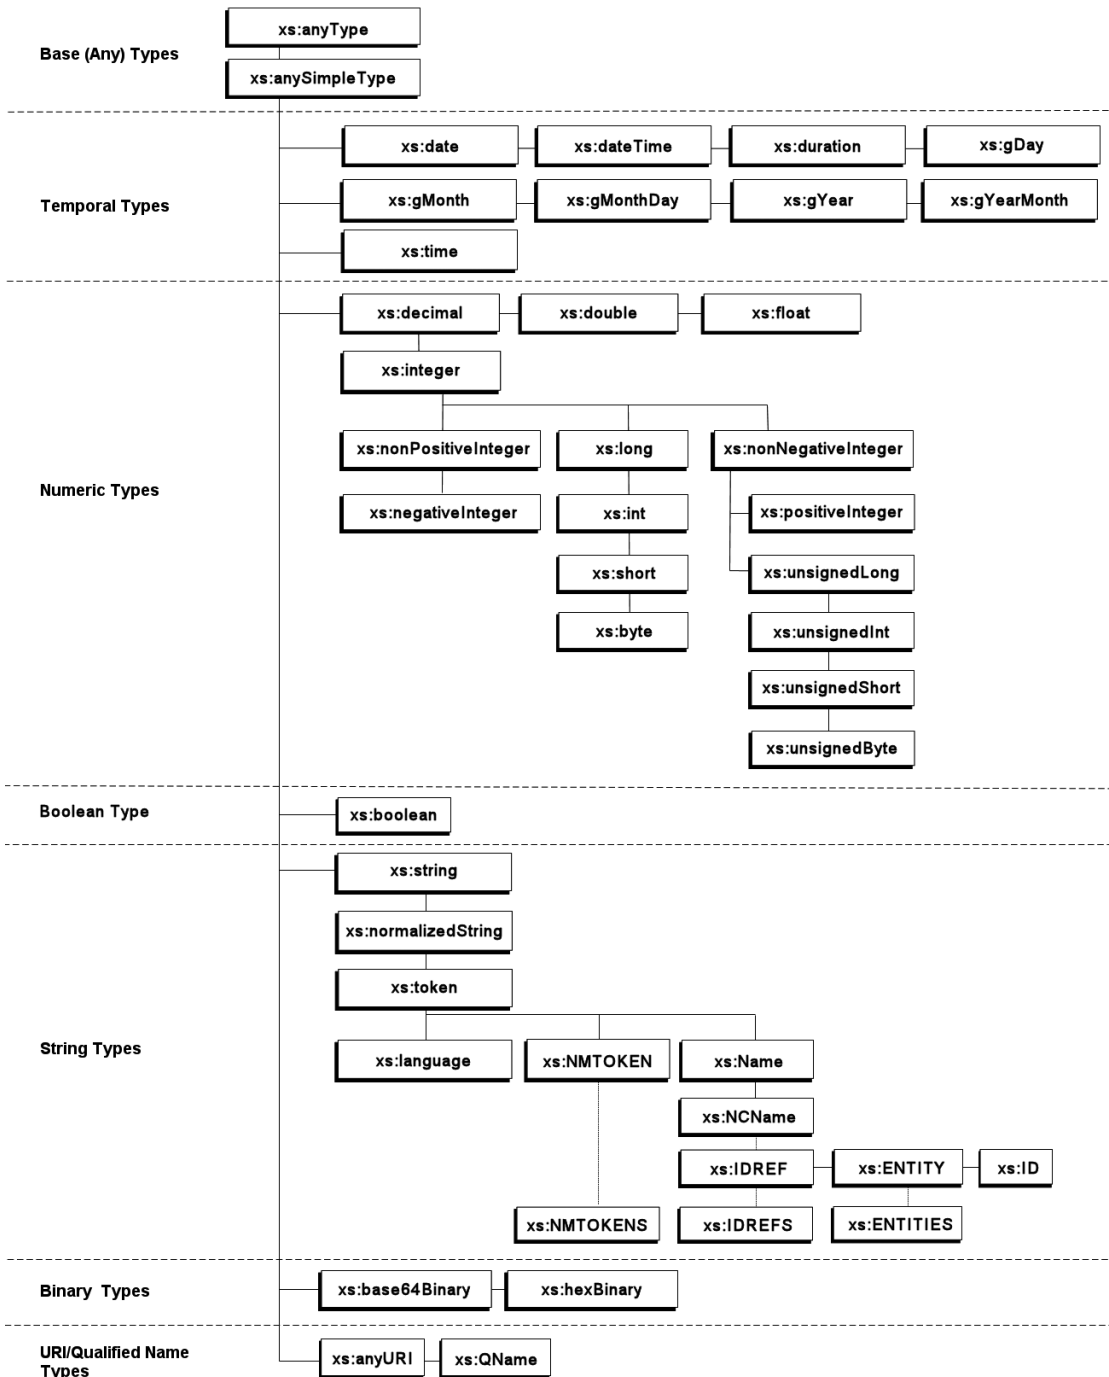 xs:anyType
Base (Any) Types
xs:anySimpleType
xs:date xs:dateTime xs:duration xs:gDay
Temporal Types
xs:gMonth xs:gMonthDay xs:gYear xs:gYearMonth
xs:time
xs:decimal xs:double xs:float
xs:integer
xs:nonPositiveInteger xs:long xs:nonNegativeInteger
Numeric Types
xs:negativeInteger xs:int xs:positiveInteger
xs:short xs:unsignedLong
xs:byte xs:unsignedInt
xs:unsignedShort
xs:unsignedByte
Boolean Type
xs:boolean
xs:string
xs:normalizedString
xs:token
String Types
xs:language xs:NMTOKEN xs:Name
xs:NCName
xs:IDREF xs:ENTITY xs:ID
xs:NMTOKENS xs:IDREFS xs:ENTITIES
Binary Types
xs:base64Binary xs:hexBinary
URI/Qualified Name
Types
xs:anyURI xs:QName